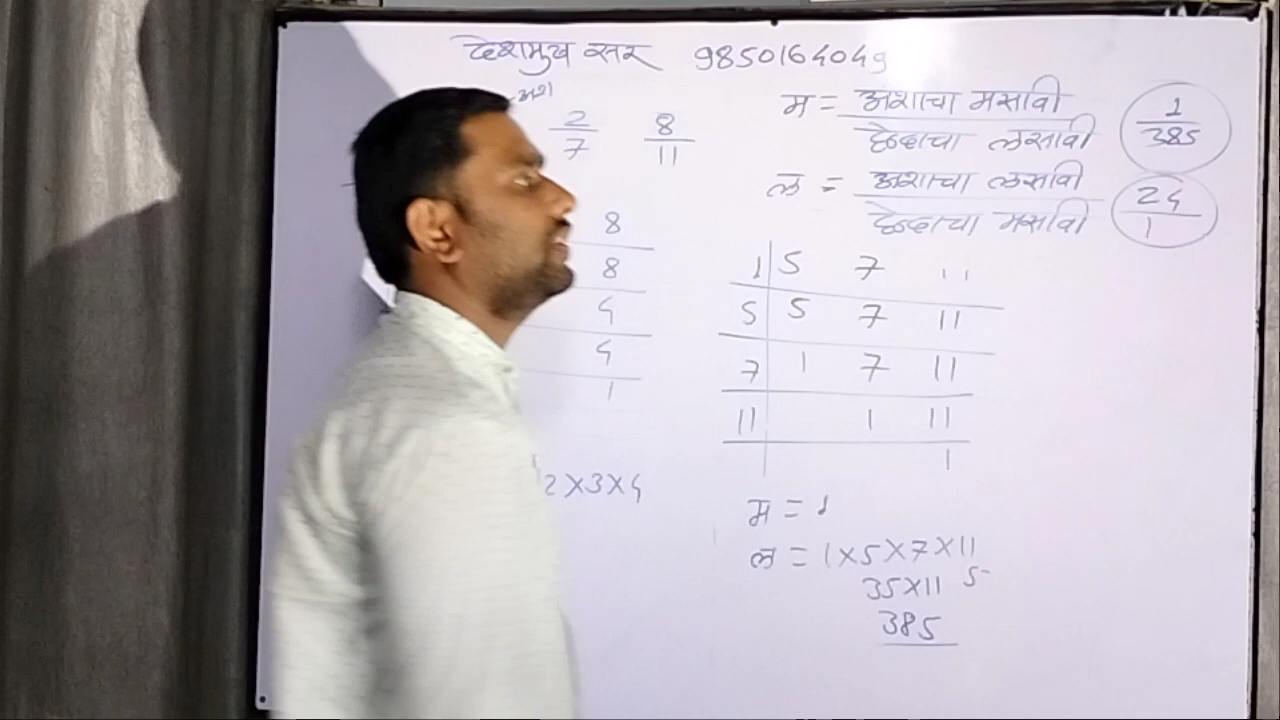 देशमुख सर 9850164049
अंश
2/7 8/11
म = अंशाचा मसावी / छेदाचा लसावी 1/385
ल = अंशाचा लसावी / छेदाचा मसावी 24/1
8
8
4
4
1
2×3×4
1 | 5 7 11
5 | 5 7 11
7 | 1 7 11
11 | 1 11
1
म = 1
ल = 1×5×7×11
35×11 5
385